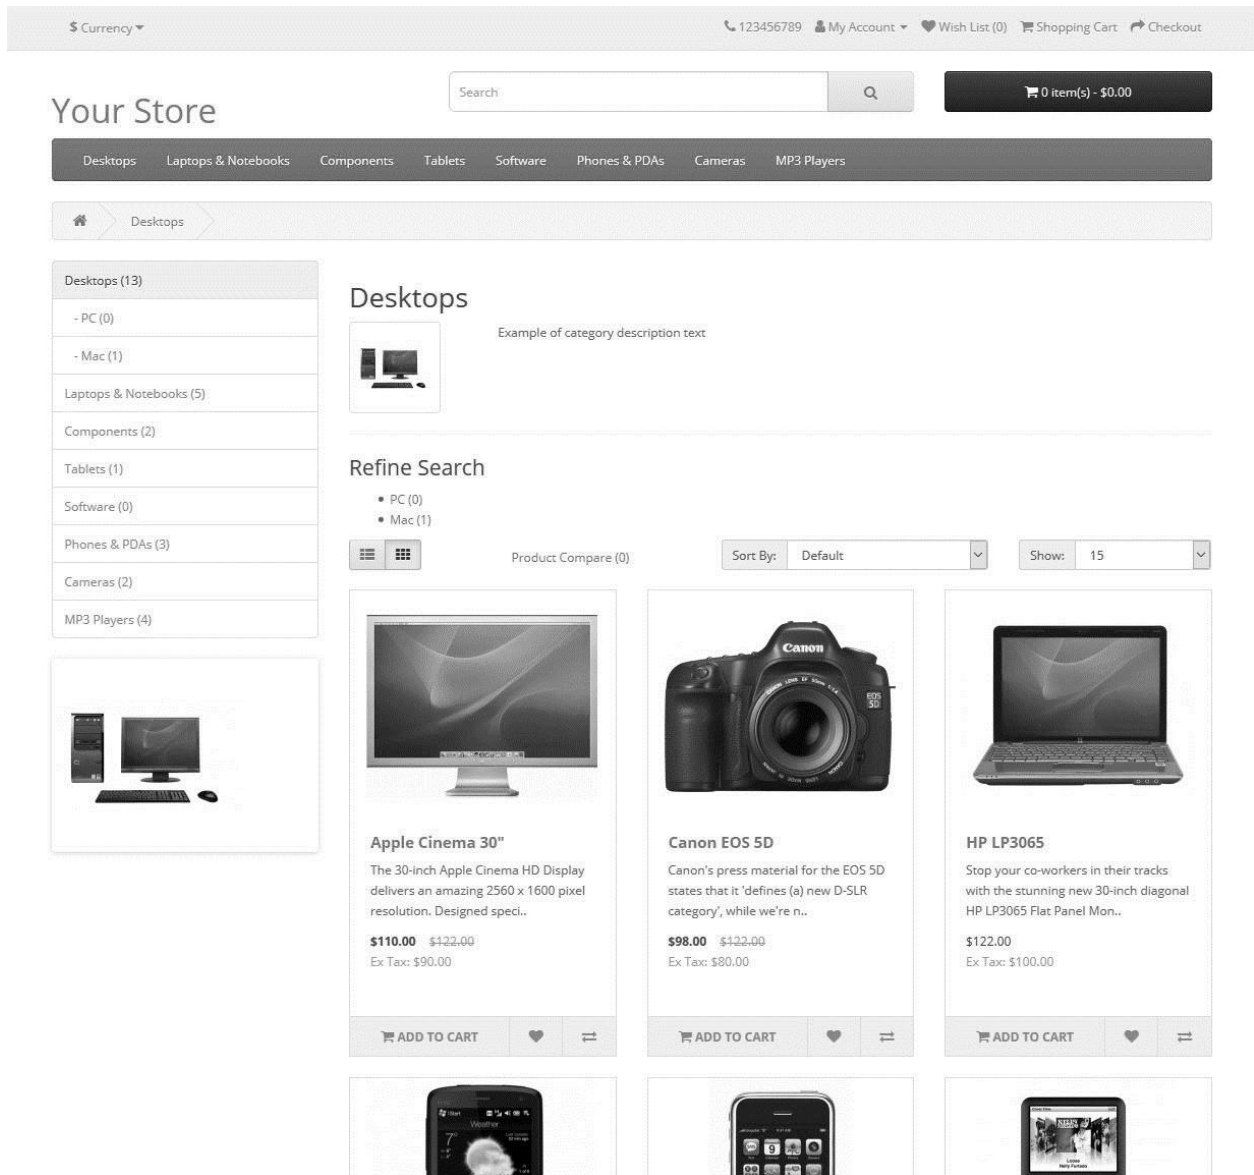 $ Currency
123456789 My Account Wish List (0) Shopping Cart Checkout
Your Store
Search
0 item(s) - $0.00
Desktops Laptops & Notebooks Components Tablets Software Phones & PDAs Cameras MP3 Players
Desktops
Desktops (13)
- PC (0)
- Mac (1)
Laptops & Notebooks (5)
Components (2)
Tablets (1)
Software (0)
Phones & PDAs (3)
Cameras (2)
MP3 Players (4)
Desktops
Example of category description text
Refine Search
PC (0)
Mac (1)
Product Compare (0)
Sort By: Default
Show: 15
Canon
EOS
5D
Apple Cinema 30"
The 30-inch Apple Cinema HD Display
delivers an amazing 2560 x 1600 pixel
resolution. Designed speci..
$110.00 $122.00
Ex Tax: $90.00
ADD TO CART
Canon EOS 5D
Canon's press material for the EOS 5D
states that it 'defines (a) new D-SLR
category', while we're n..
$98.00 $122.00
Ex Tax: $80.00
ADD TO CART
HP LP3065
Stop your co-workers in their tracks
with the stunning new 30-inch diagonal
HP LP3065 Flat Panel Mon..
$122.00
Ex Tax: $100.00
ADD TO CART
Start
Weather
7°